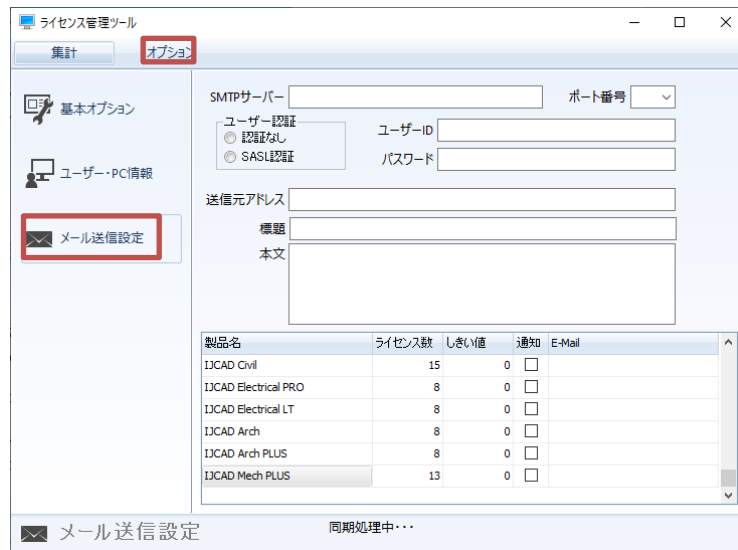 ライセンス管理ツール
集計 オプション
SMTPサーバー ポート番号
基本オプション
ユーザー認証
認証なし
SASL認証
ユーザーID
パスワード
ユーザー・PC情報
送信元アドレス
メール送信設定
標題
本文
製品名 ライセンス数 しきい値 通知 E-Mail
IJCAD Civil 15 0
IJCAD Electrical PRO 8 0
IJCAD Electrical LT 8 0
IJCAD Arch 8 0
IJCAD Arch PLUS 8 0
IJCAD Mech PLUS 13 0
メール送信設定 同期処理中・・・